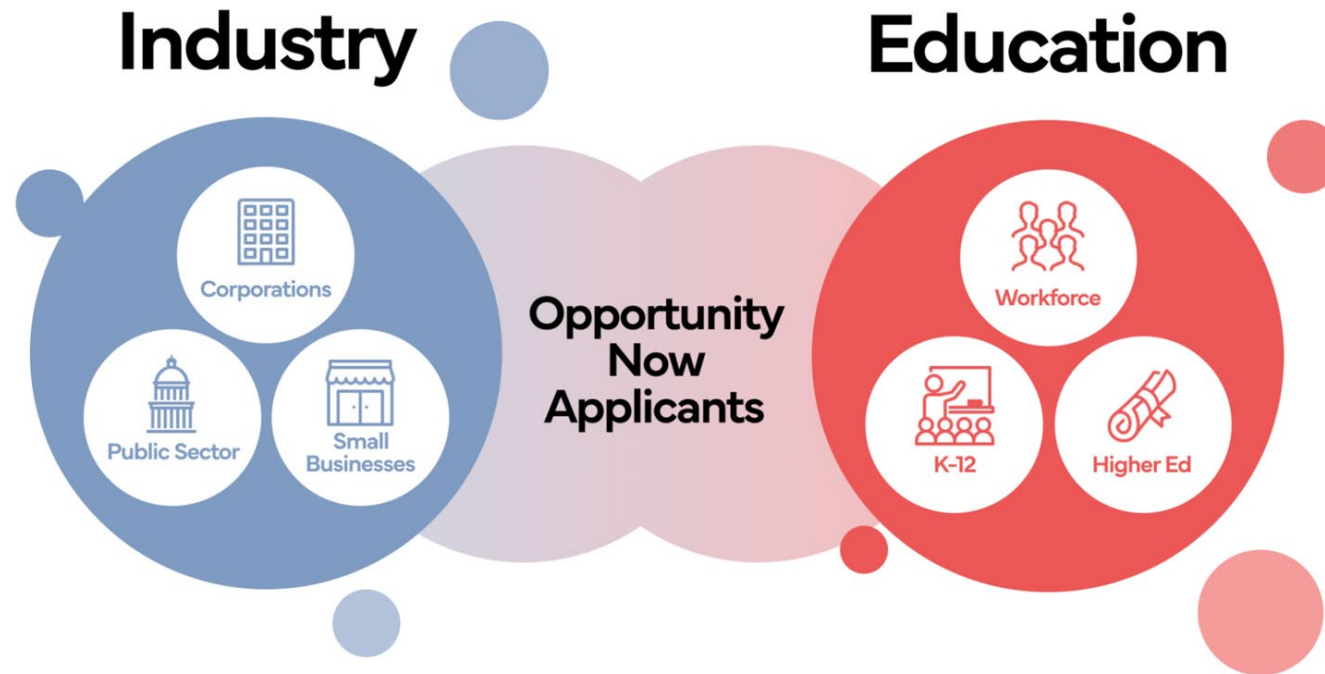 Industry
Education
Corporations
Public Sector
Small
Businesses
Opportunity
Now
Applicants
Workforce
K-12
Higher Ed